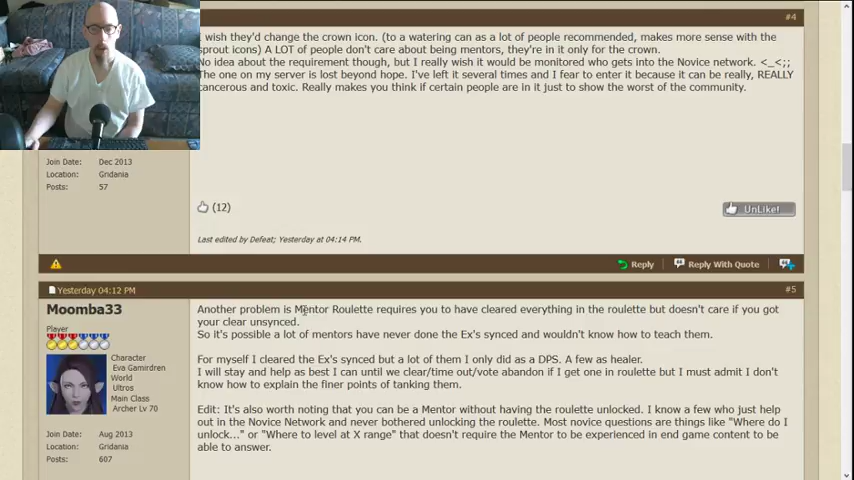 #4
I wish they'd change the crown icon. (to a watering can as a lot of people recommended, makes more sense with the
sprout icons) A LOT of people don't care about being mentors, they're in it only for the crown.
No idea about the requirement though, but I really wish it would be monitored who gets into the Novice network. <_<;;
The one on my server is lost beyond hope. I've left it several times and I fear to enter it because it can be really, REALLY
cancerous and toxic. Really makes you think if certain people are in it just to show the worst of the community.
Join Date: Dec 2013
Location: Gridania
Posts: 57
(12)
UnLike!
Last edited by Defeat; Yesterday at 04:14 PM.
Reply Reply With Quote
Yesterday 04:12 PM #5
Moomba33
Player
Character
Eva Gamirdren
World
Ultros
Main Class
Archer Lv 70
Join Date: Aug 2013
Location: Gridania
Posts: 607
Another problem is Mentor Roulette requires you to have cleared everything in the roulette but doesn't care if you got
your clear unsynced.
So it's possible a lot of mentors have never done the Ex's synced and wouldn't know how to teach them.
For myself I cleared the Ex's synced but a lot of them I only did as a DPS. A few as healer.
I will stay and help as best I can until we clear/time out/vote abandon if I get one in roulette but I must admit I don't
know how to explain the finer points of tanking them.
Edit: It's also worth noting that you can be a Mentor without having the roulette unlocked. I know a few who just help
out in the Novice Network and never bothered unlocking the roulette. Most novice questions are things like "Where do I
unlock..." or "Where to level at X range" that doesn't require the Mentor to be experienced in end game content to be
able to answer.